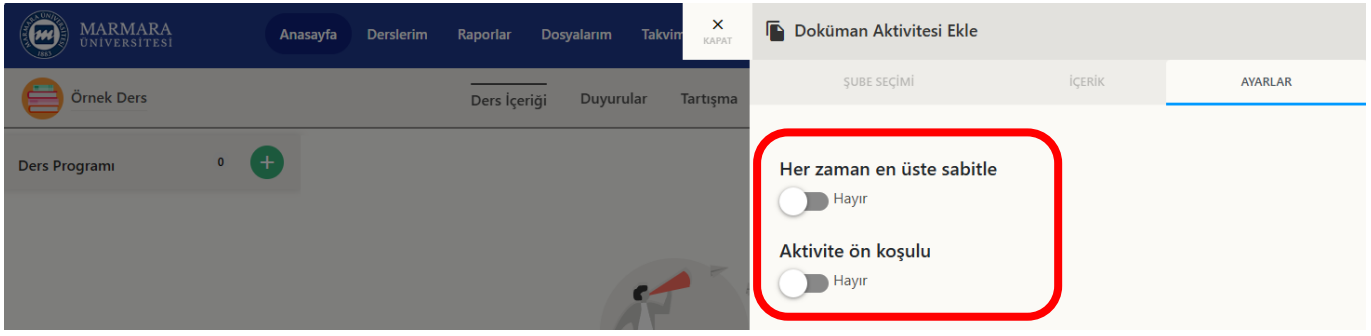 MARMARA
ÜNİVERSİTESİ
Anasayfa Derslerim Raporlar Dosyalarım Takvim
KAPAT
Doküman Aktivitesi Ekle
Örnek Ders
Ders İçeriği Duyurular Tartışma
ŞUBE SEÇİMİ İÇERİK AYARLAR
Ders Programı 0
Her zaman en üste sabitle
Hayır
Aktivite ön koşulu
Hayır